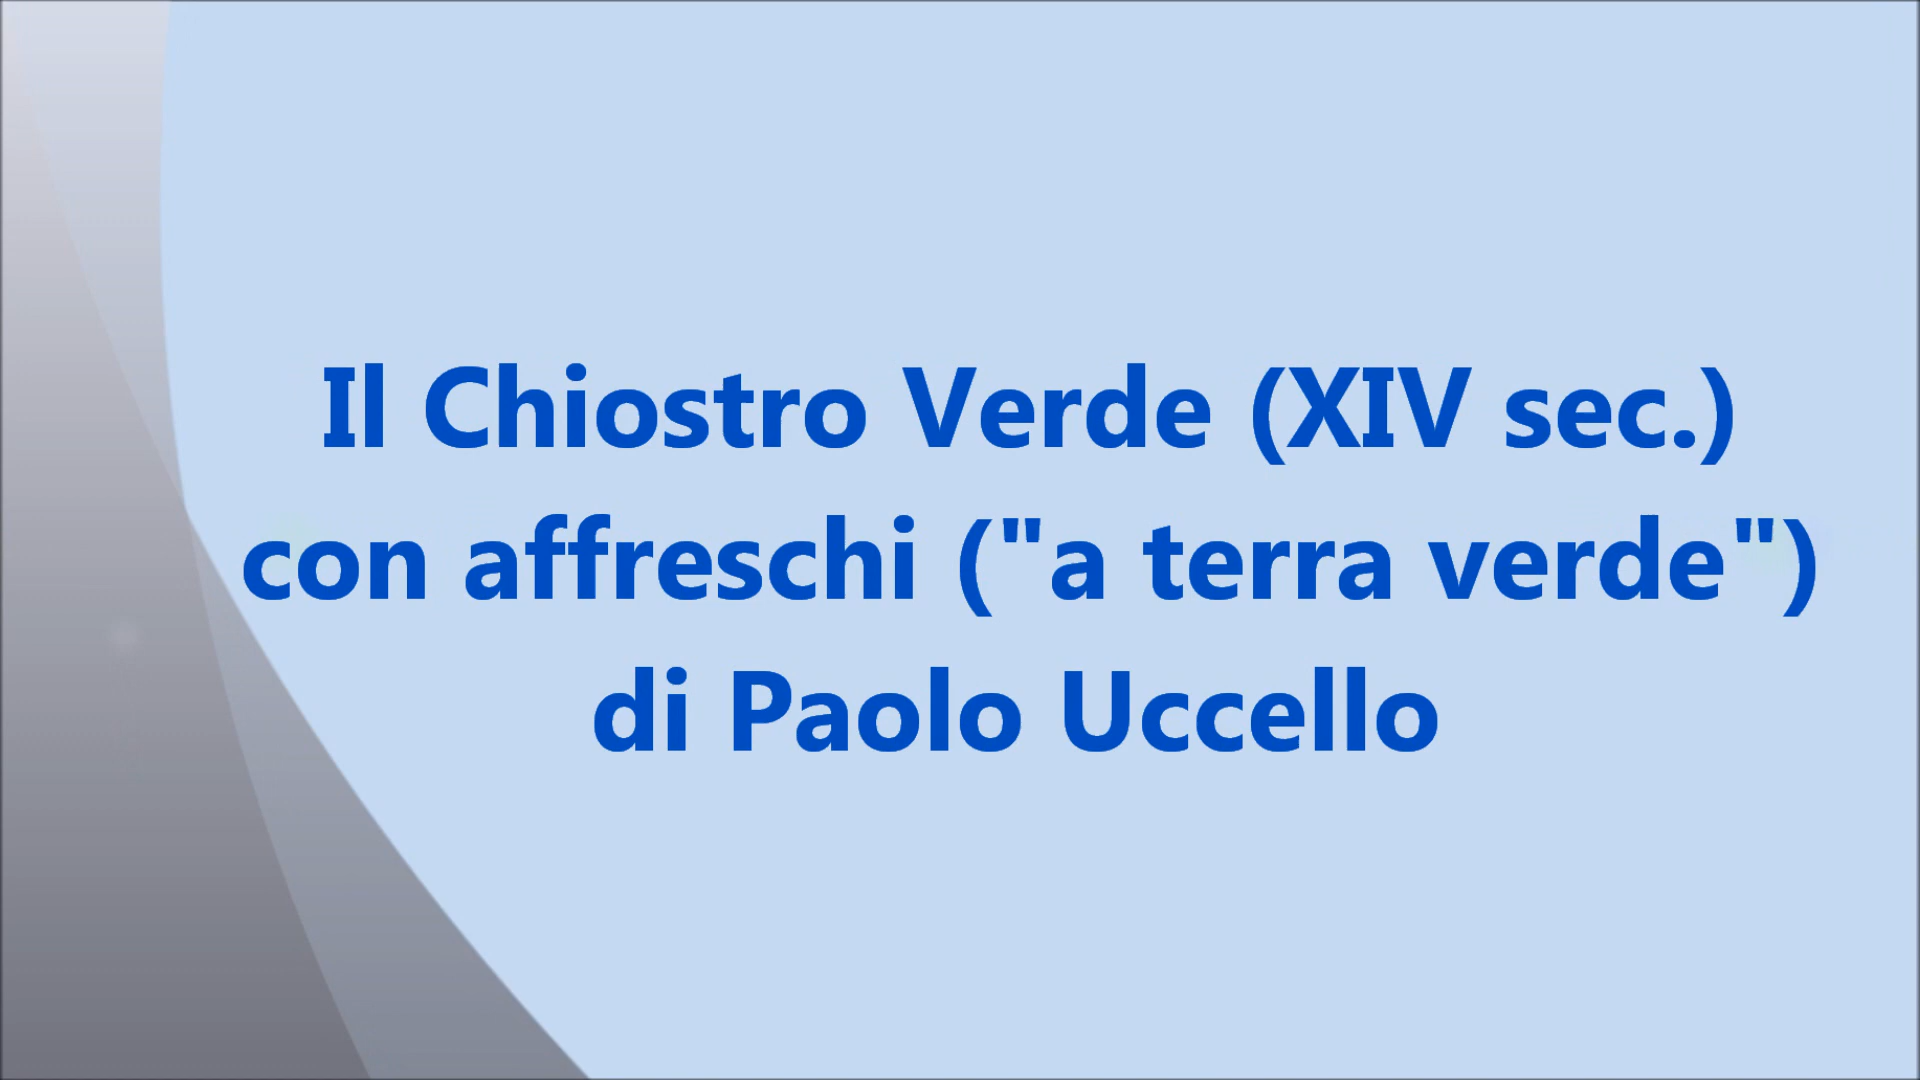 Il Chiostro Verde (XIV sec.)
con affreschi ("a terra verde")
di Paolo Uccello